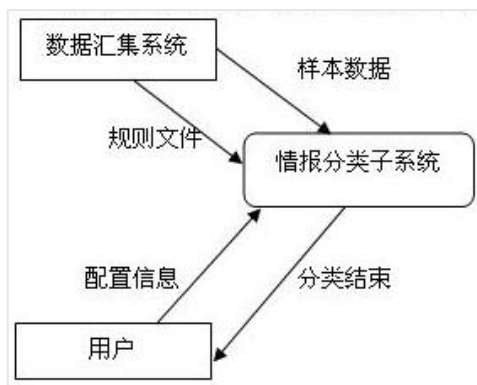 数据汇集系统
样本数据
规则文件
情报分类子系统
配置信息
分类结束
用户